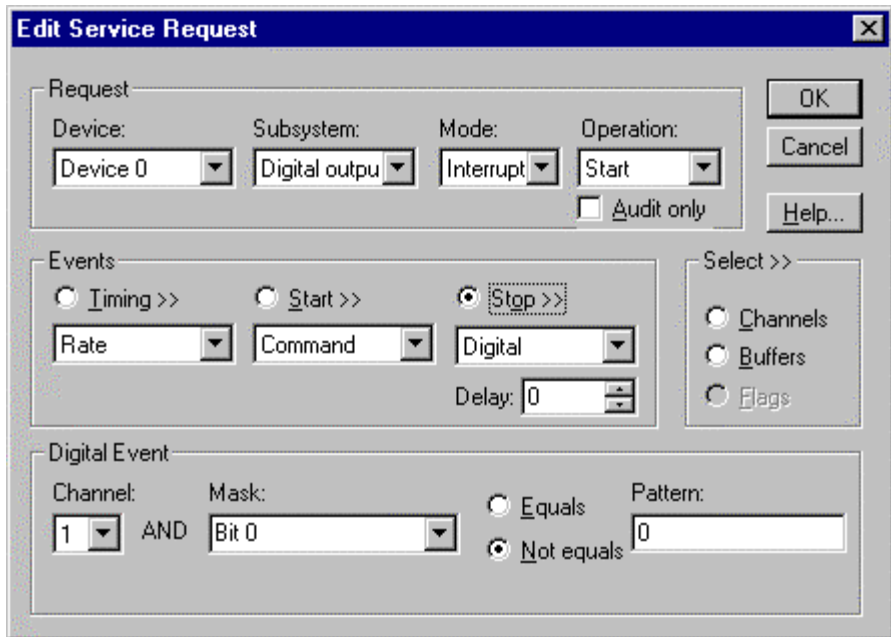 Edit Service Request
Request
OK
Device: Subsystem: Mode: Operation:
Device 0 Digital outpu Interrupt Start
Cancel
Audit only
Help...
Events
Select >>
Timing >> Start >> Stop >>
Channels
Rate Command Digital
Buffers
Delay: 0
Flags
Digital Event
Channel: Mask: Pattern:
Equals
1 AND Bit 0 0
Not equals